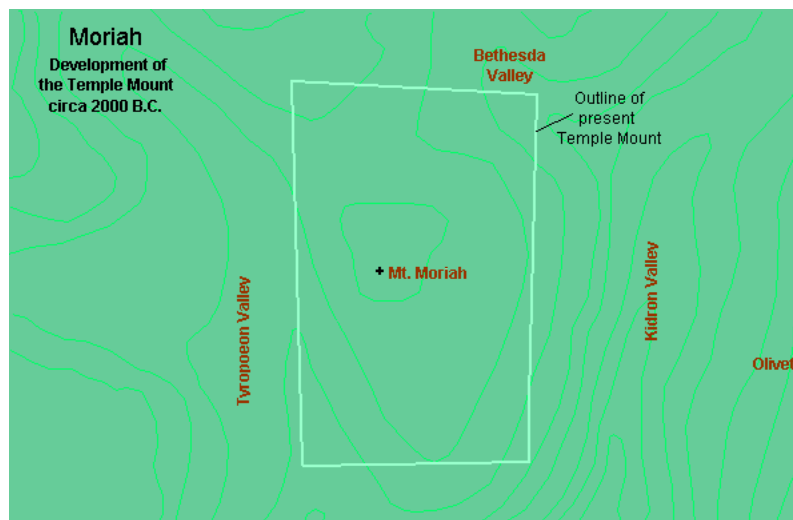 Moriah
Development of
the Temple Mount
circa 2000 B.C.
Bethesda
Valley
Outline of
present
Temple Mount
Mt. Moriah
Tyropoeon Valley
Kidron Valley
Olivet